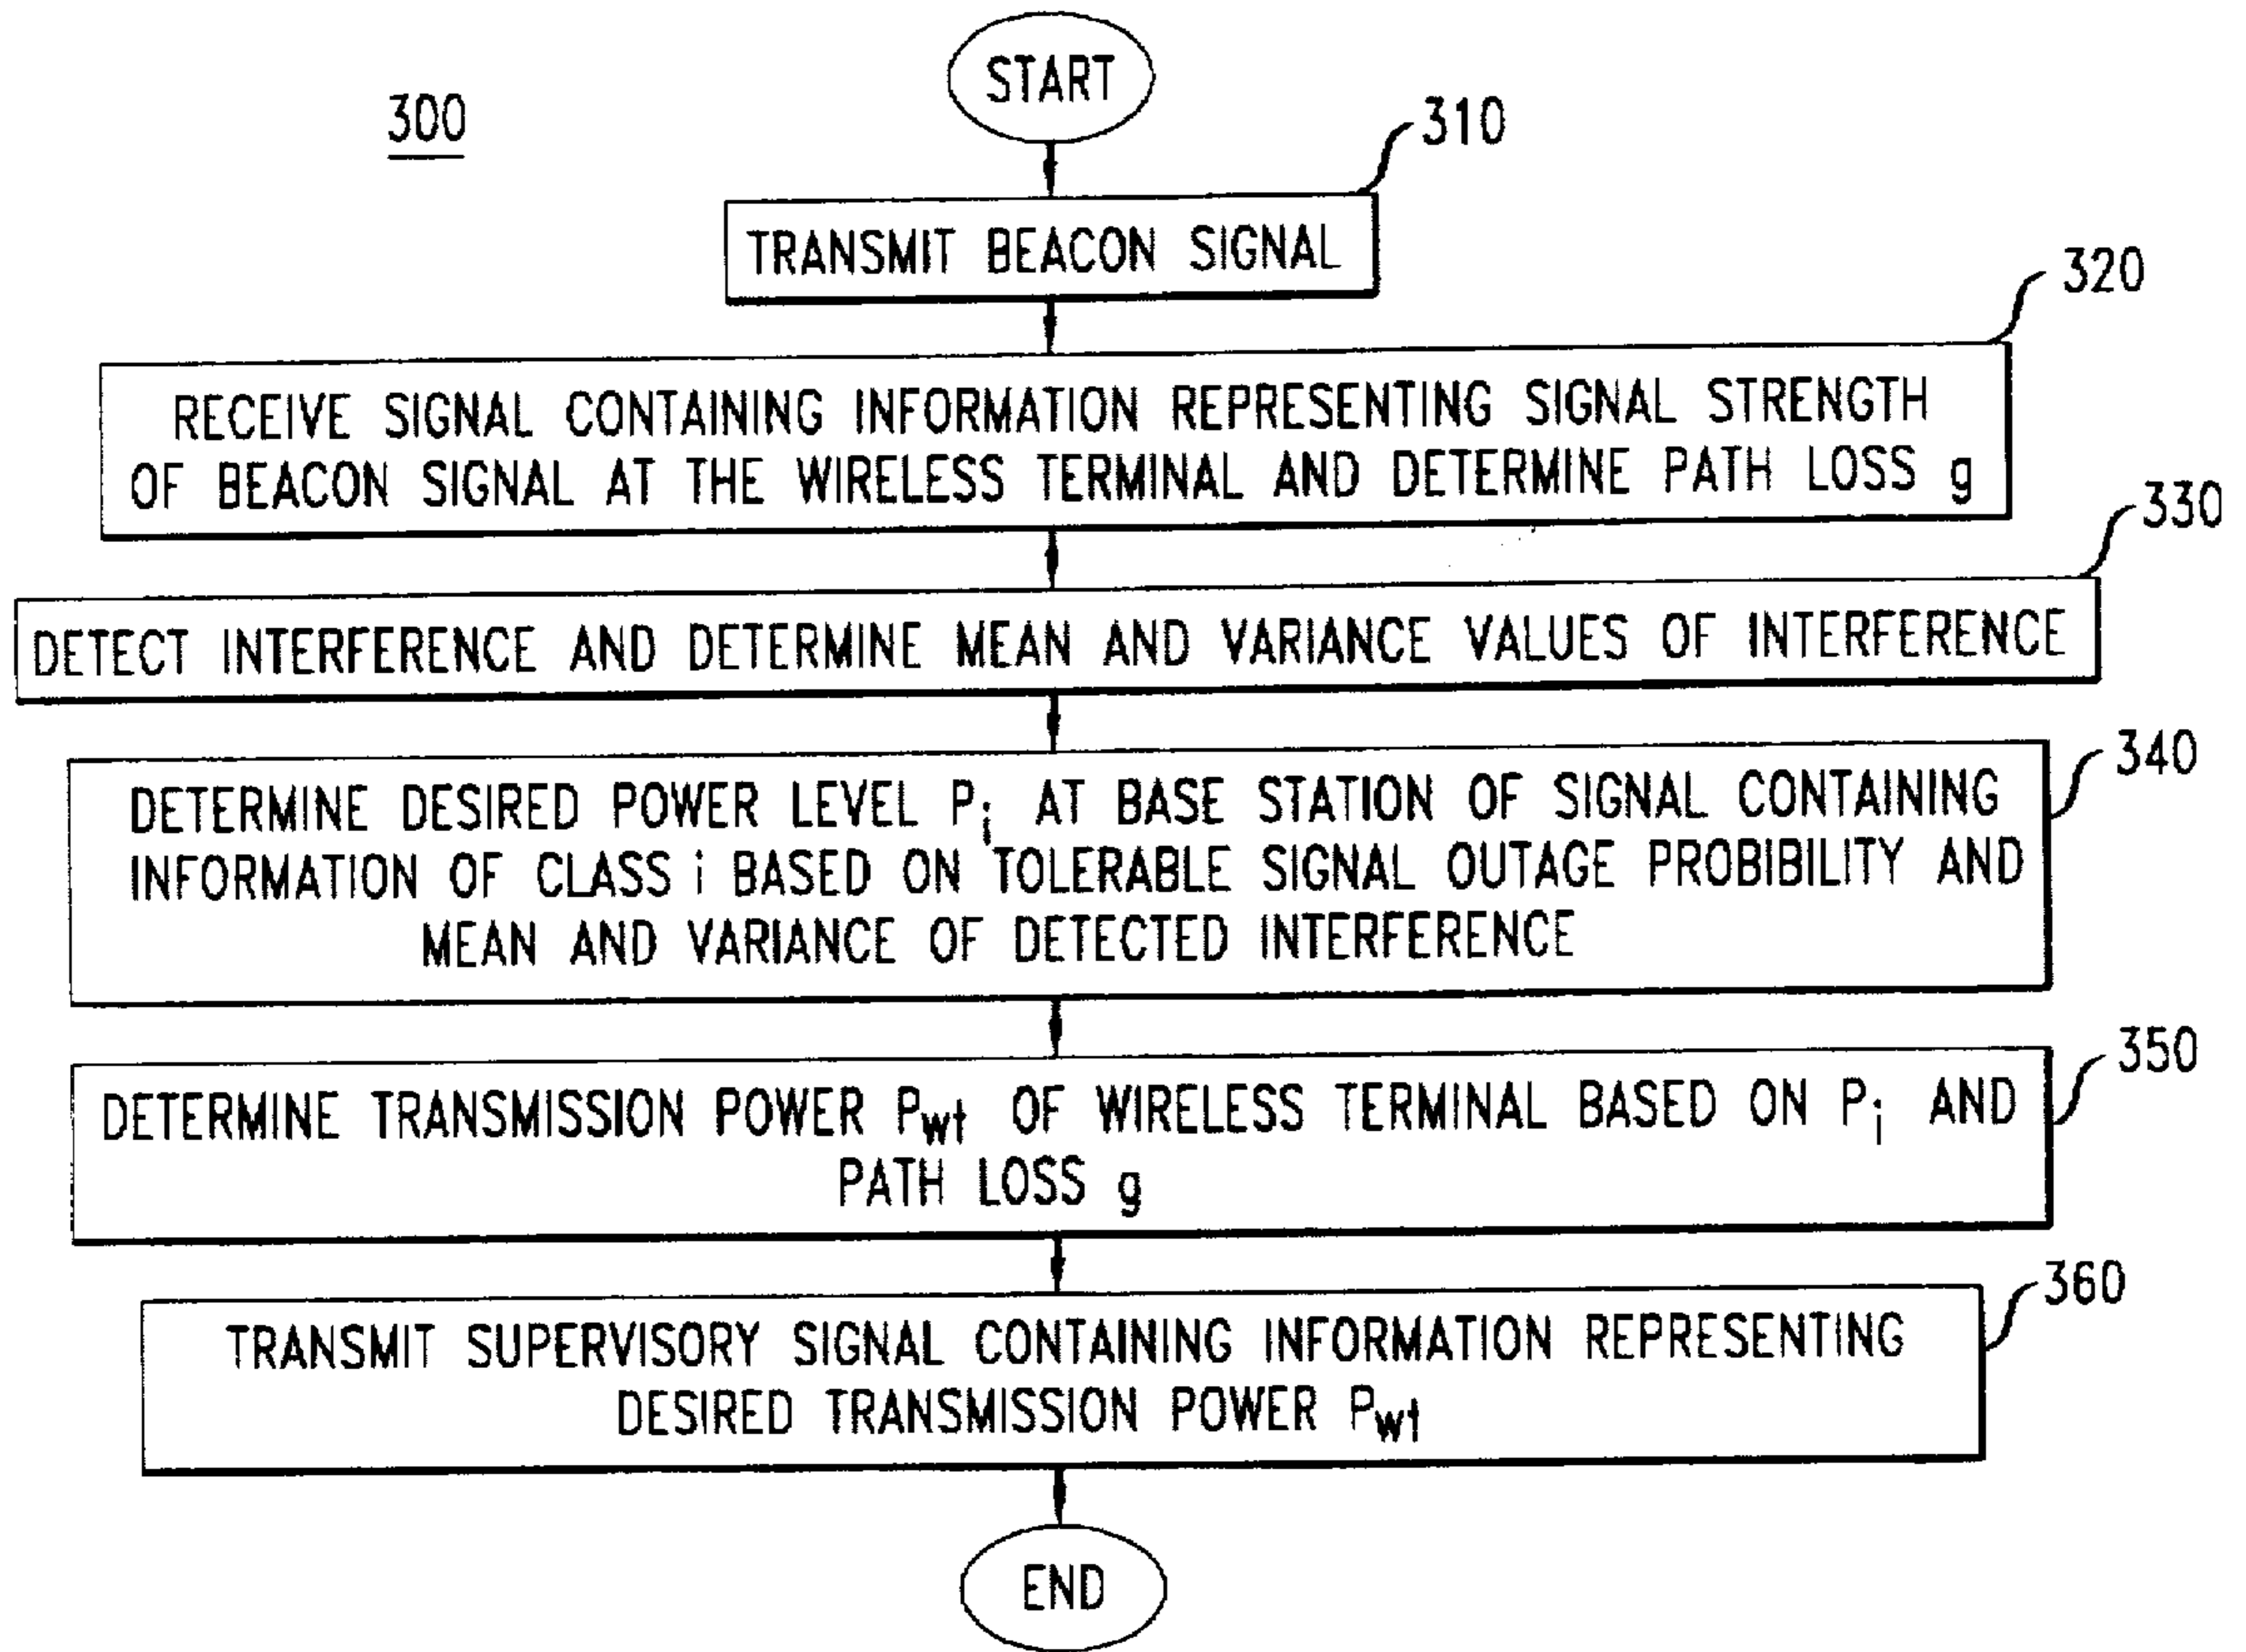 START
300
310
TRANSMIT BEACON SIGNAL
320
RECEIVE SIGNAL CONTAINING INFORMATION REPRESENTING SIGNAL STRENGTH
OF BEACON SIGNAL AT THE WIRELESS TERMINAL AND DETERMINE PATH LOSS g
330
DETECT INTERFERENCE AND DETERMINE MEAN AND VARIANCE VALUES OF INTERFERENCE
340
DETERMINE DESIRED POWER LEVEL Pi AT BASE STATION OF SIGNAL CONTAINING
INFORMATION OF CLASS i BASED ON TOLERABLE SIGNAL OUTAGE PROBIBILITY AND
MEAN AND VARIANCE OF DETECTED INTERFERENCE
350
DETERMINE TRANSMISSION POWER Pwt OF WIRELESS TERMINAL BASED ON Pi AND
PATH LOSS g
360
TRANSMIT SUPERVISORY SIGNAL CONTAINING INFORMATION REPRESENTING
DESIRED TRANSMISSION POWER Pwt
END